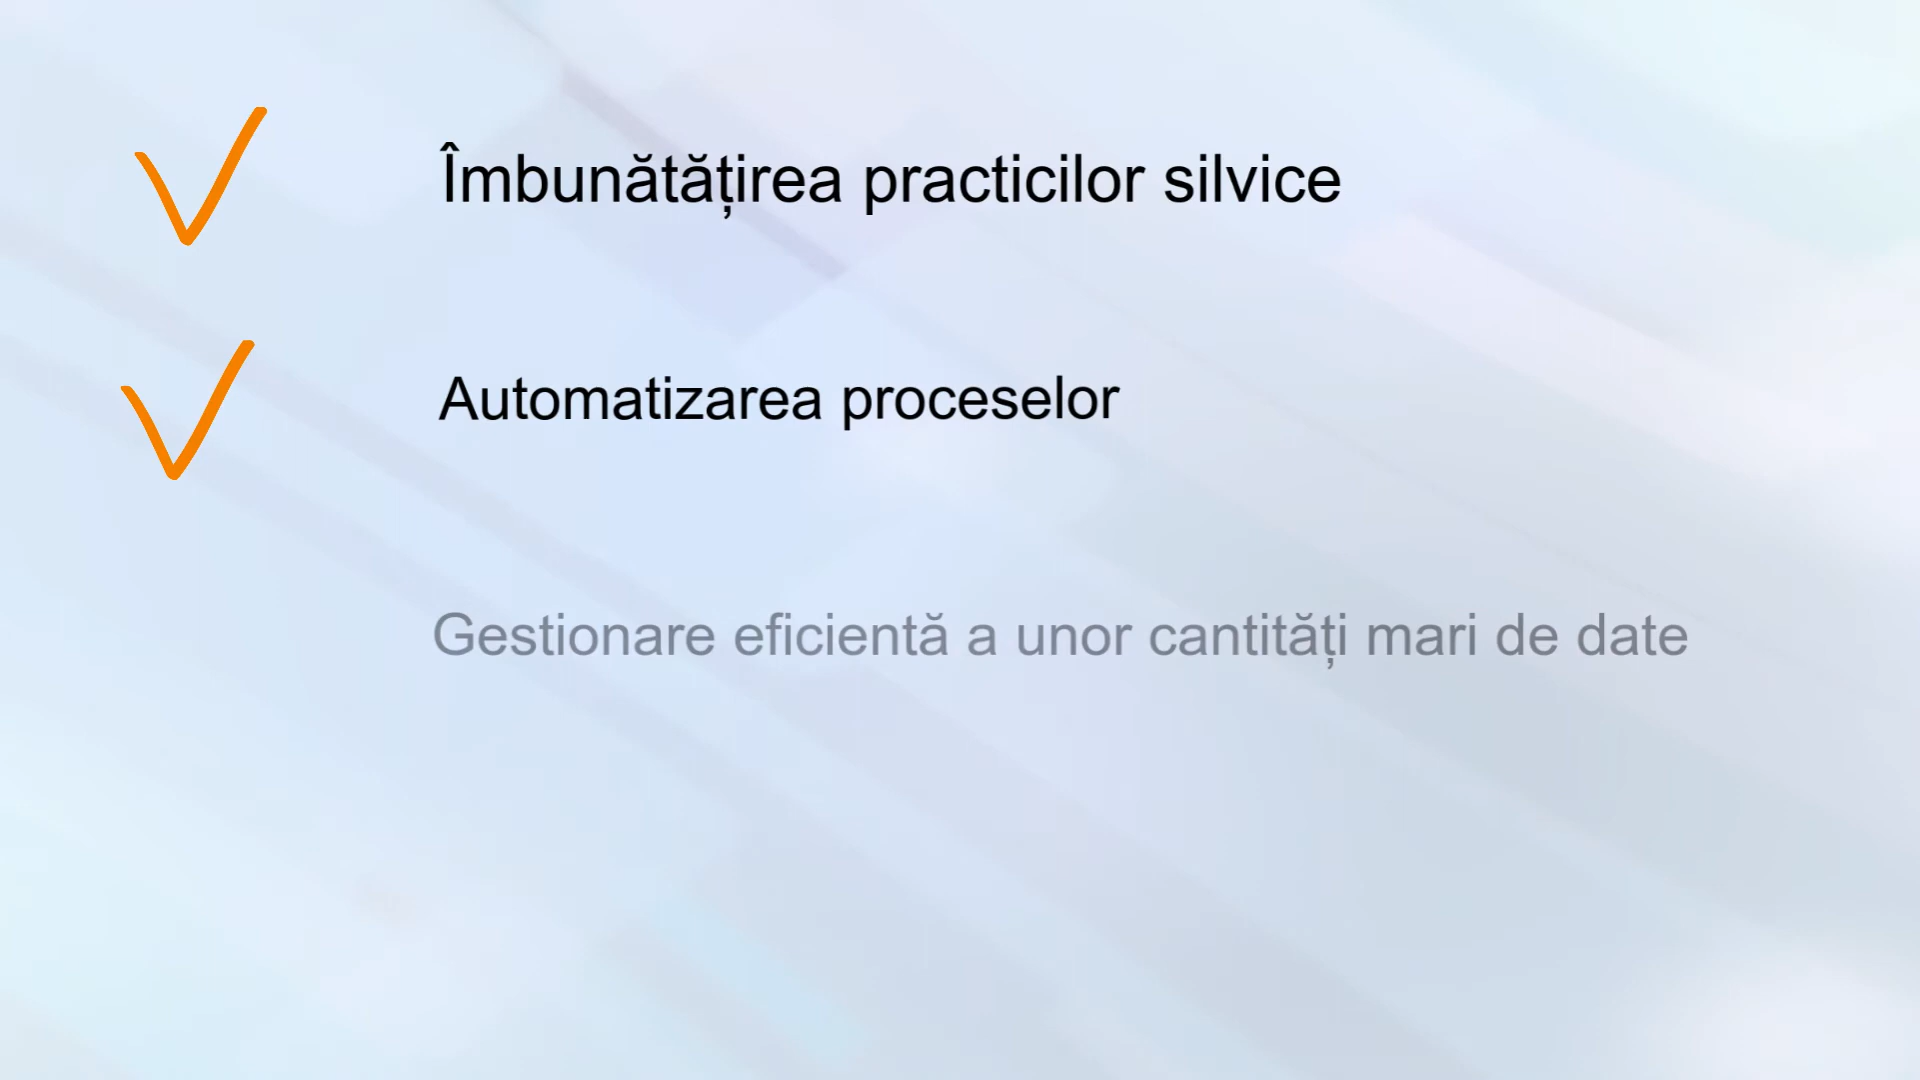 Îmbunătățirea practicilor silvice
Automatizarea proceselor
Gestionare eficientă a unor cantități mari de date